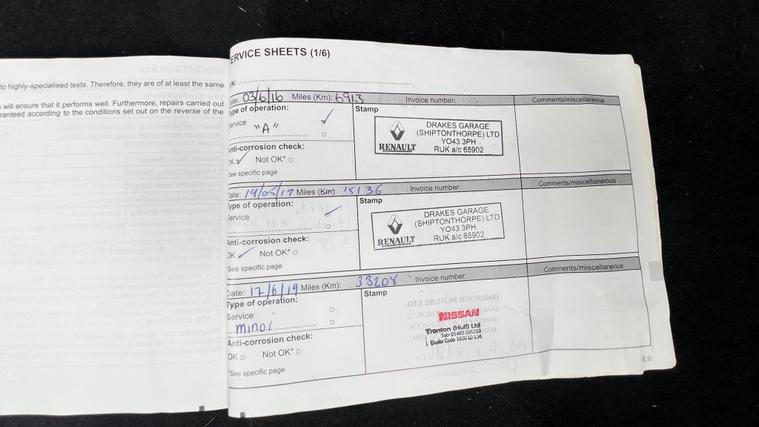 to highly-specialised tests. Therefore, they are of at least the same
will ensure that it performs well. Furthermore, repairs carried out
ranteed according to the conditions set out on the reverse of the
ERVICE SHEETS (1/6)
Date: 03/6/16 Miles (Km): 6913 Invoice number: Comments/miscellaneous
Type of operation: Stamp
Service
"A"
Anti-corrosion check:
OK Not OK*
See specific page
RENAULT
DRAKES GARAGE
(SHIPTONTHORPE) LTD
YO43 3PH
RUK a/c 65902
Date: 19/05/17 Miles (Km): 15136 Invoice number: Comments/miscellaneous
Type of operation: Stamp
Service
Anti-corrosion check:
OK Not OK*
See specific page
RENAULT
DRAKES GARAGE
(SHIPTONTHORPE) LTD
YO43 3PH
RUK a/c 65902
Date: 17/6/19 Miles (Km): 33208 Invoice number: Comments/miscellaneous
Type of operation: Stamp
Service
minor
Anti-corrosion check:
OK Not OK*
*See specific page
NISSAN
Trenton (Hull) Ltd
6.9